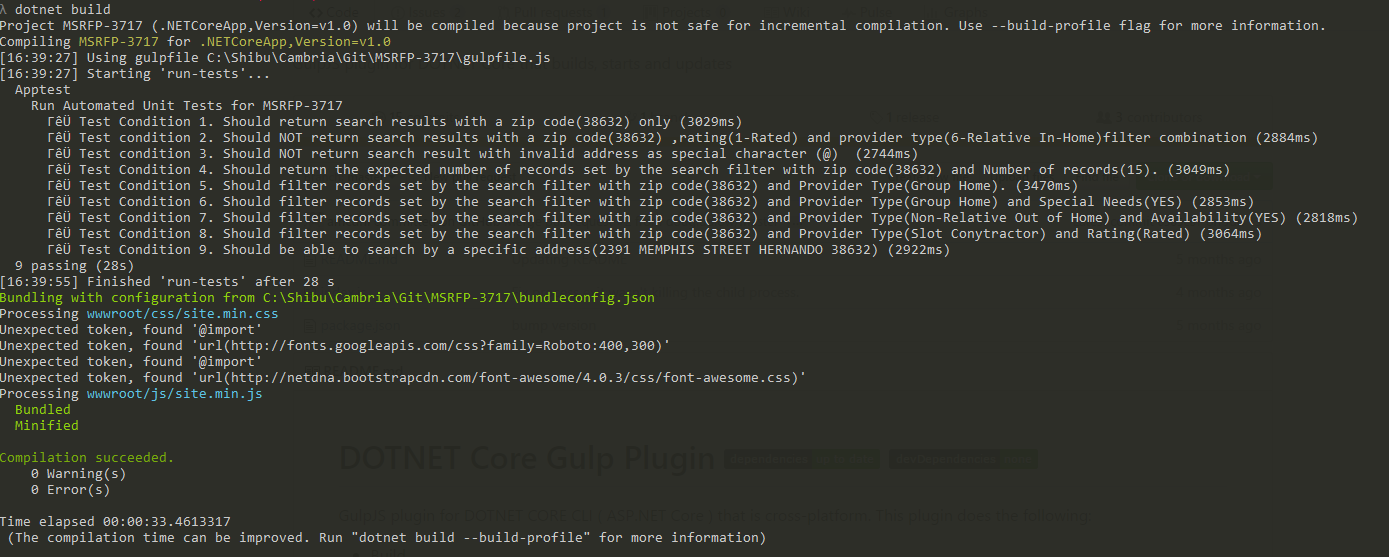 λ dotnet build
Project MSRFP-3717 (.NETCoreApp,Version=v1.0) will be compiled because project is not safe for incremental compilation. Use --build-profile flag for more information.
Compiling MSRFP-3717 for .NETCoreApp,Version=v1.0
[16:39:27] Using gulpfile C:\Shibu\Cambria\Git\MSRFP-3717\gulpfile.js
[16:39:27] Starting 'run-tests'...
Apptest
Run Automated Unit Tests for MSRFP-3717
ΓêÜ Test Condition 1. Should return search results with a zip code(38632) only (3029ms)
ΓêÜ Test Condition 2. Should NOT return search results with a zip code(38632) ,rating(1-Rated) and provider type(6-Relative In-Home)filter combination (2884ms)
ΓêÜ Test condition 3. Should NOT return search result with invalid address as special character (@)  (2744ms)
ΓêÜ Test Condition 4. Should return the expected number of records set by the search filter with zip code(38632) and Number of records(15). (3049ms)
ΓêÜ Test Condition 5. Should filter records set by the search filter with zip code(38632) and Provider Type(Group Home). (3470ms)
ΓêÜ Test Condition 6. Should filter records set by the search filter with zip code(38632) and Provider Type(Group Home) and Special Needs(YES) (2853ms)
ΓêÜ Test Condition 7. Should filter records set by the search filter with zip code(38632) and Provider Type(Non-Relative Out of Home) and Availability(YES) (2818ms)
ΓêÜ Test Condition 8. Should filter records set by the search filter with zip code(38632) and Provider Type(Slot Conytractor) and Rating(Rated) (3064ms)
ΓêÜ Test Condition 9. Should be able to search by a specific address(2391 MEMPHIS STREET HERNANDO 38632) (2922ms)
9 passing (28s)
[16:39:55] Finished 'run-tests' after 28 s
Bundling with configuration from C:\Shibu\Cambria\Git\MSRFP-3717\bundleconfig.json
Processing wwwroot/css/site.min.css
Unexpected token, found '@import'
Unexpected token, found 'url(http://fonts.googleapis.com/css?family=Roboto:400,300)'
Unexpected token, found '@import'
Unexpected token, found 'url(http://netdna.bootstrapcdn.com/font-awesome/4.0.3/css/font-awesome.css)'
Processing wwwroot/js/site.min.js
Bundled
Minified
DOTNET Core Gulp Plugin
Compilation succeeded.
0 Warning(s)
0 Error(s)
Time elapsed 00:00:33.4613317
(The compilation time can be improved. Run "dotnet build --build-profile" for more information)